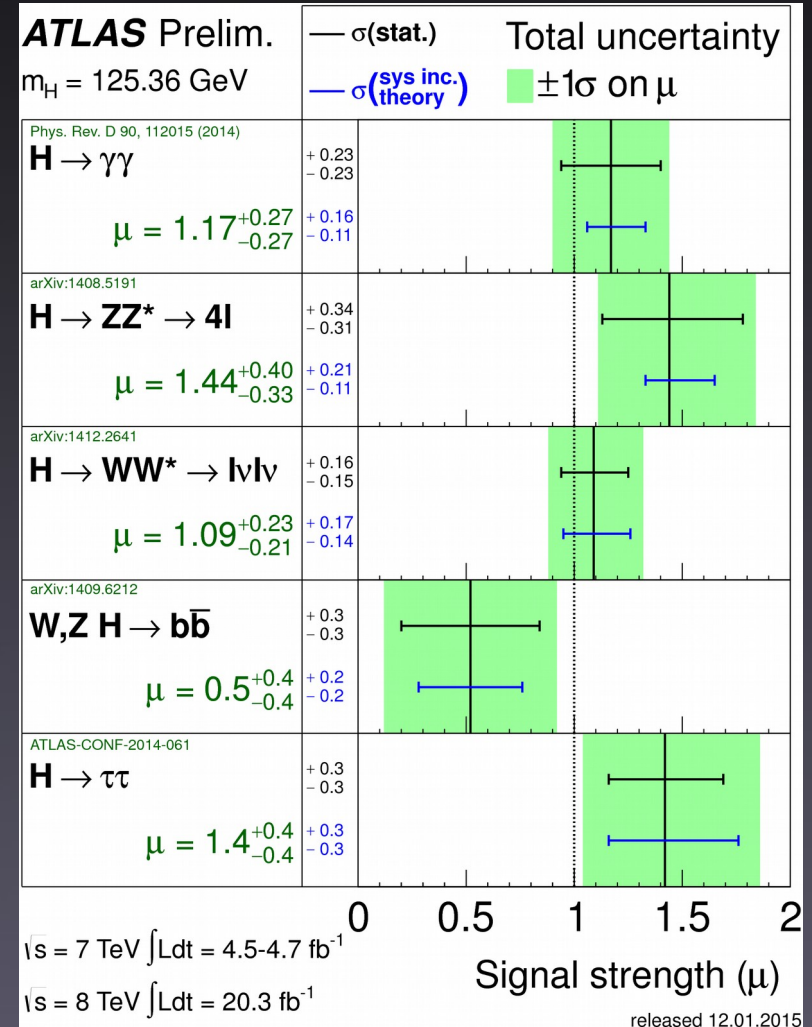 ATLAS Prelim.
m_H = 125.36 GeV
σ(stat.)
σ(sys inc. theory)
Total uncertainty
±1σ on μ
Phys. Rev. D 90, 112015 (2014)
H → γγ
μ = 1.17 +0.27 −0.27
+ 0.23
− 0.23
+ 0.16
− 0.11
arXiv:1408.5191
H → ZZ* → 4l
μ = 1.44 +0.40 −0.33
+ 0.34
− 0.31
+ 0.21
− 0.11
arXiv:1412.2641
H → WW* → lνlν
μ = 1.09 +0.23 −0.21
+ 0.16
− 0.15
+ 0.17
− 0.14
arXiv:1409.6212
W,Z H → bb̅
μ = 0.5 +0.4 −0.4
+ 0.3
− 0.3
+ 0.2
− 0.2
ATLAS-CONF-2014-061
H → ττ
μ = 1.4 +0.4 −0.4
+ 0.3
− 0.3
+ 0.3
− 0.3
0 0.5 1 1.5 2
√s = 7 TeV ∫Ldt = 4.5-4.7 fb⁻¹
√s = 8 TeV ∫Ldt = 20.3 fb⁻¹
Signal strength (μ)
released 12.01.2015